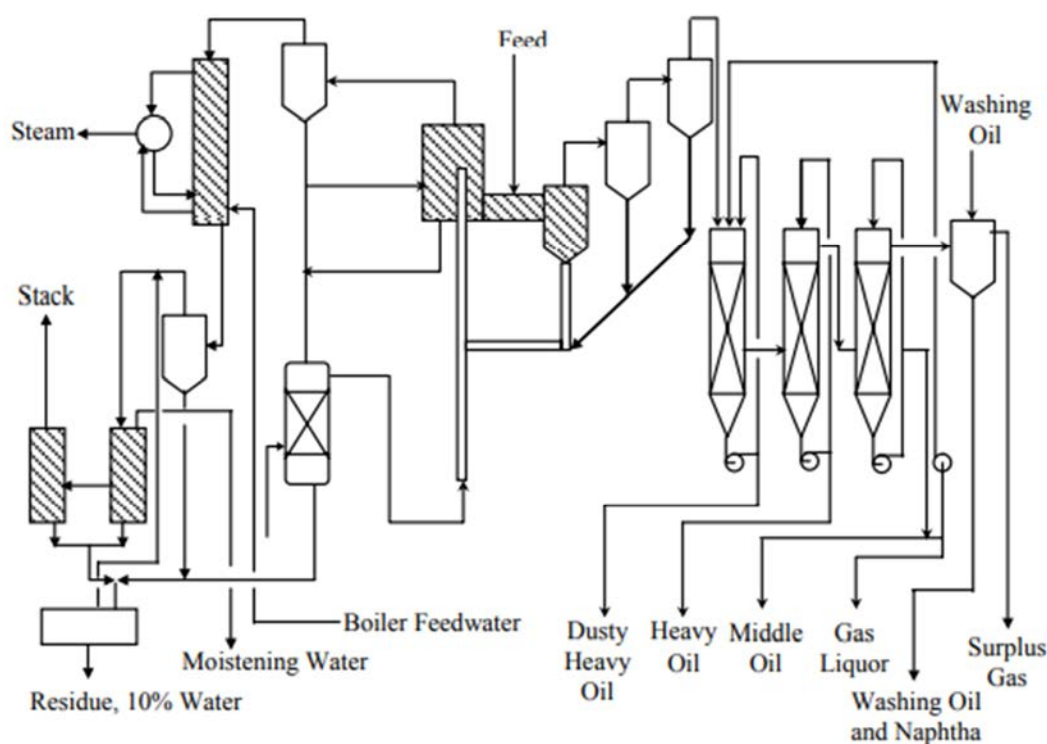 Feed
Washing
Oil
Steam
Stack
Boiler Feedwater
Moistening Water
Residue, 10% Water
Dusty
Heavy
Oil
Heavy
Oil
Middle
Oil
Gas
Liquor
Washing Oil
and Naphtha
Surplus
Gas